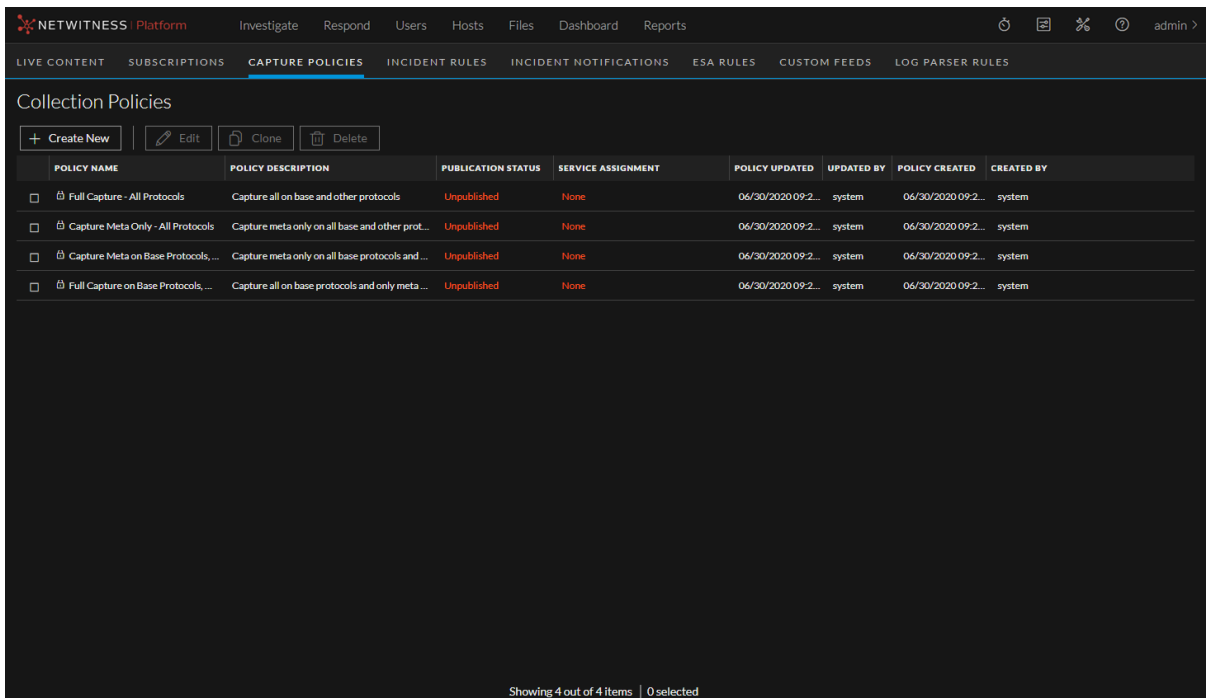 NETWITNESS Platform Investigate Respond Users Hosts Files Dashboard Reports admin >
LIVE CONTENT SUBSCRIPTIONS CAPTURE POLICIES INCIDENT RULES INCIDENT NOTIFICATIONS ESA RULES CUSTOM FEEDS LOG PARSER RULES
Collection Policies
+ Create New Edit Clone Delete
POLICY NAME POLICY DESCRIPTION PUBLICATION STATUS SERVICE ASSIGNMENT POLICY UPDATED UPDATED BY POLICY CREATED CREATED BY
Full Capture - All Protocols Capture all on base and other protocols Unpublished None 06/30/2020 09:2... system 06/30/2020 09:2... system
Capture Meta Only - All Protocols Capture meta only on all base and other prot... Unpublished None 06/30/2020 09:2... system 06/30/2020 09:2... system
Capture Meta on Base Protocols, ... Capture meta only on all base protocols and ... Unpublished None 06/30/2020 09:2... system 06/30/2020 09:2... system
Full Capture on Base Protocols, ... Capture all on base protocols and only meta ... Unpublished None 06/30/2020 09:2... system 06/30/2020 09:2... system
Showing 4 out of 4 items | 0 selected